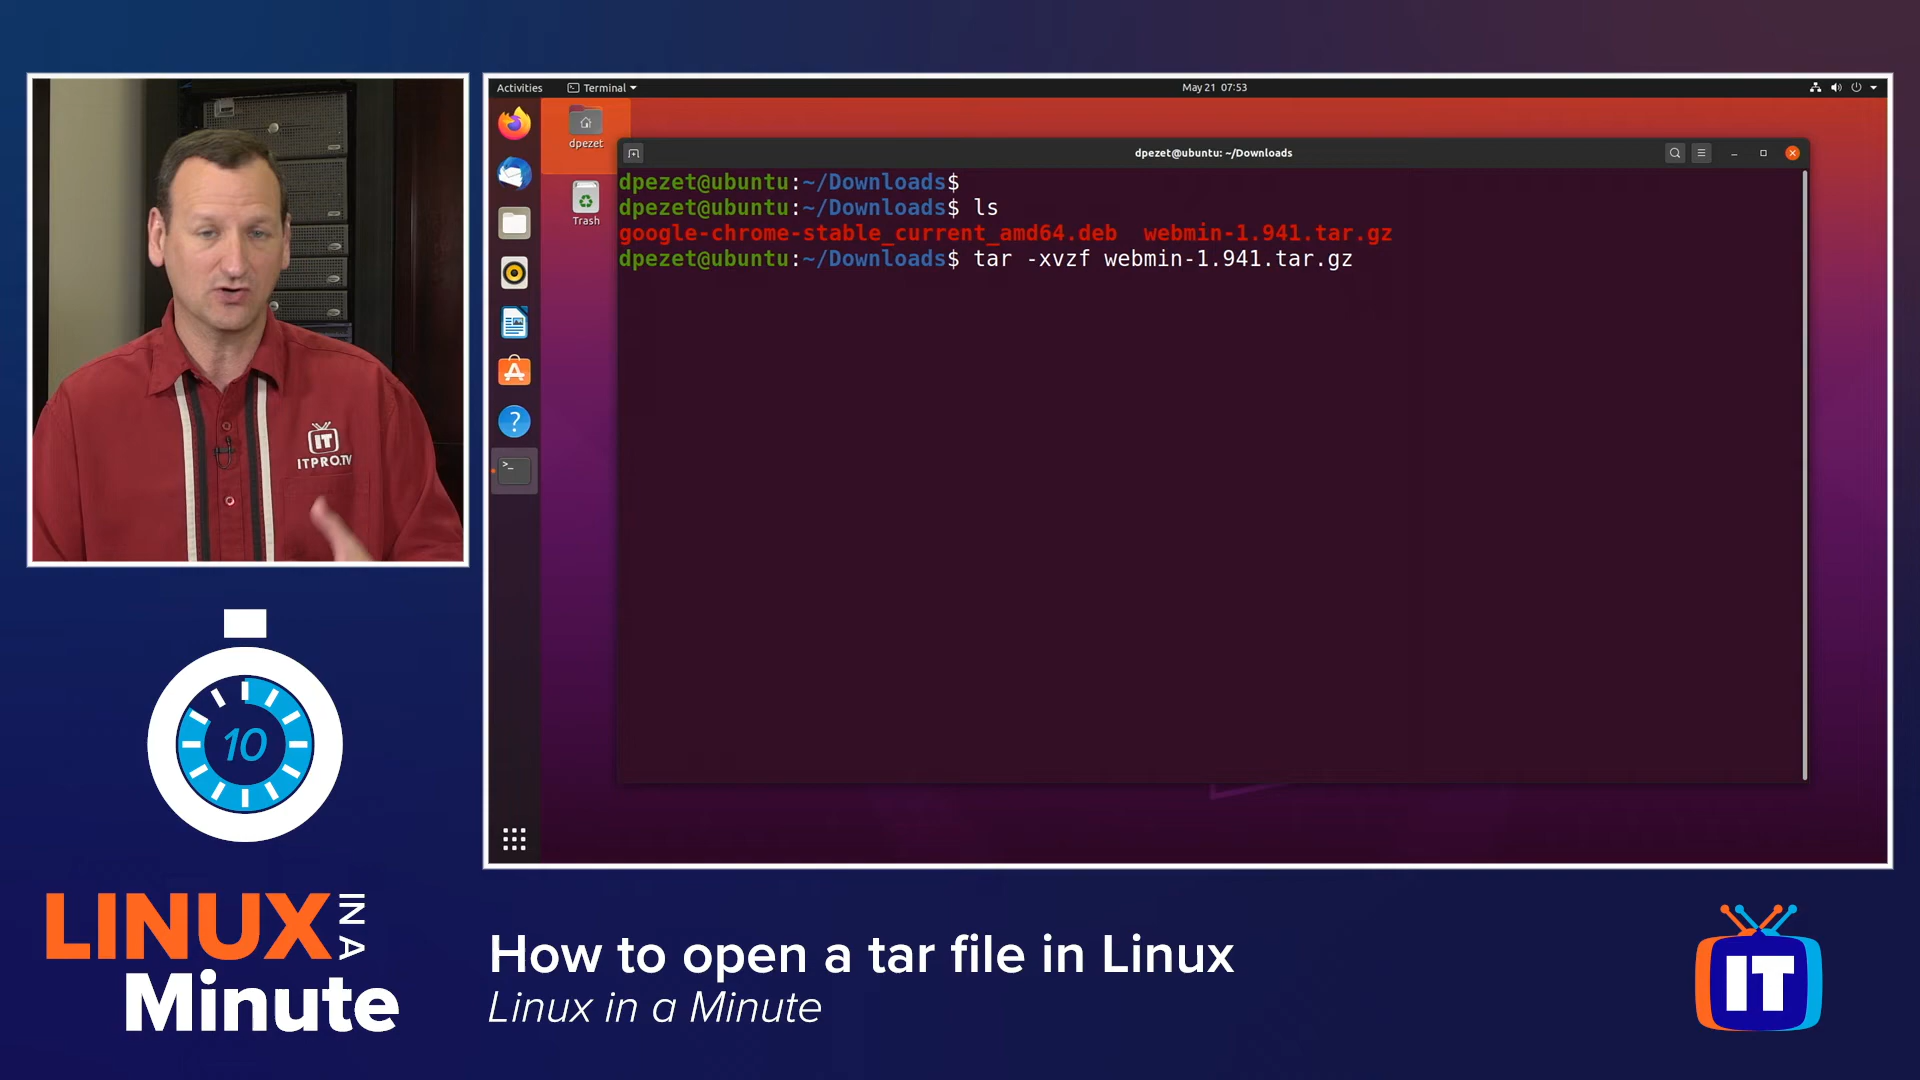 IT
ITPRO.TV
Activities
Terminal
May 21 07:53
dpezet
Trash
dpezet@ubuntu: ~/Downloads
dpezet@ubuntu:~/Downloads$
dpezet@ubuntu:~/Downloads$ ls
google-chrome-stable_current_amd64.deb webmin-1.941.tar.gz
dpezet@ubuntu:~/Downloads$ tar -xvzf webmin-1.941.tar.gz
?
>_
10
LINUX IN A
Minute
How to open a tar file in Linux
Linux in a Minute
IT